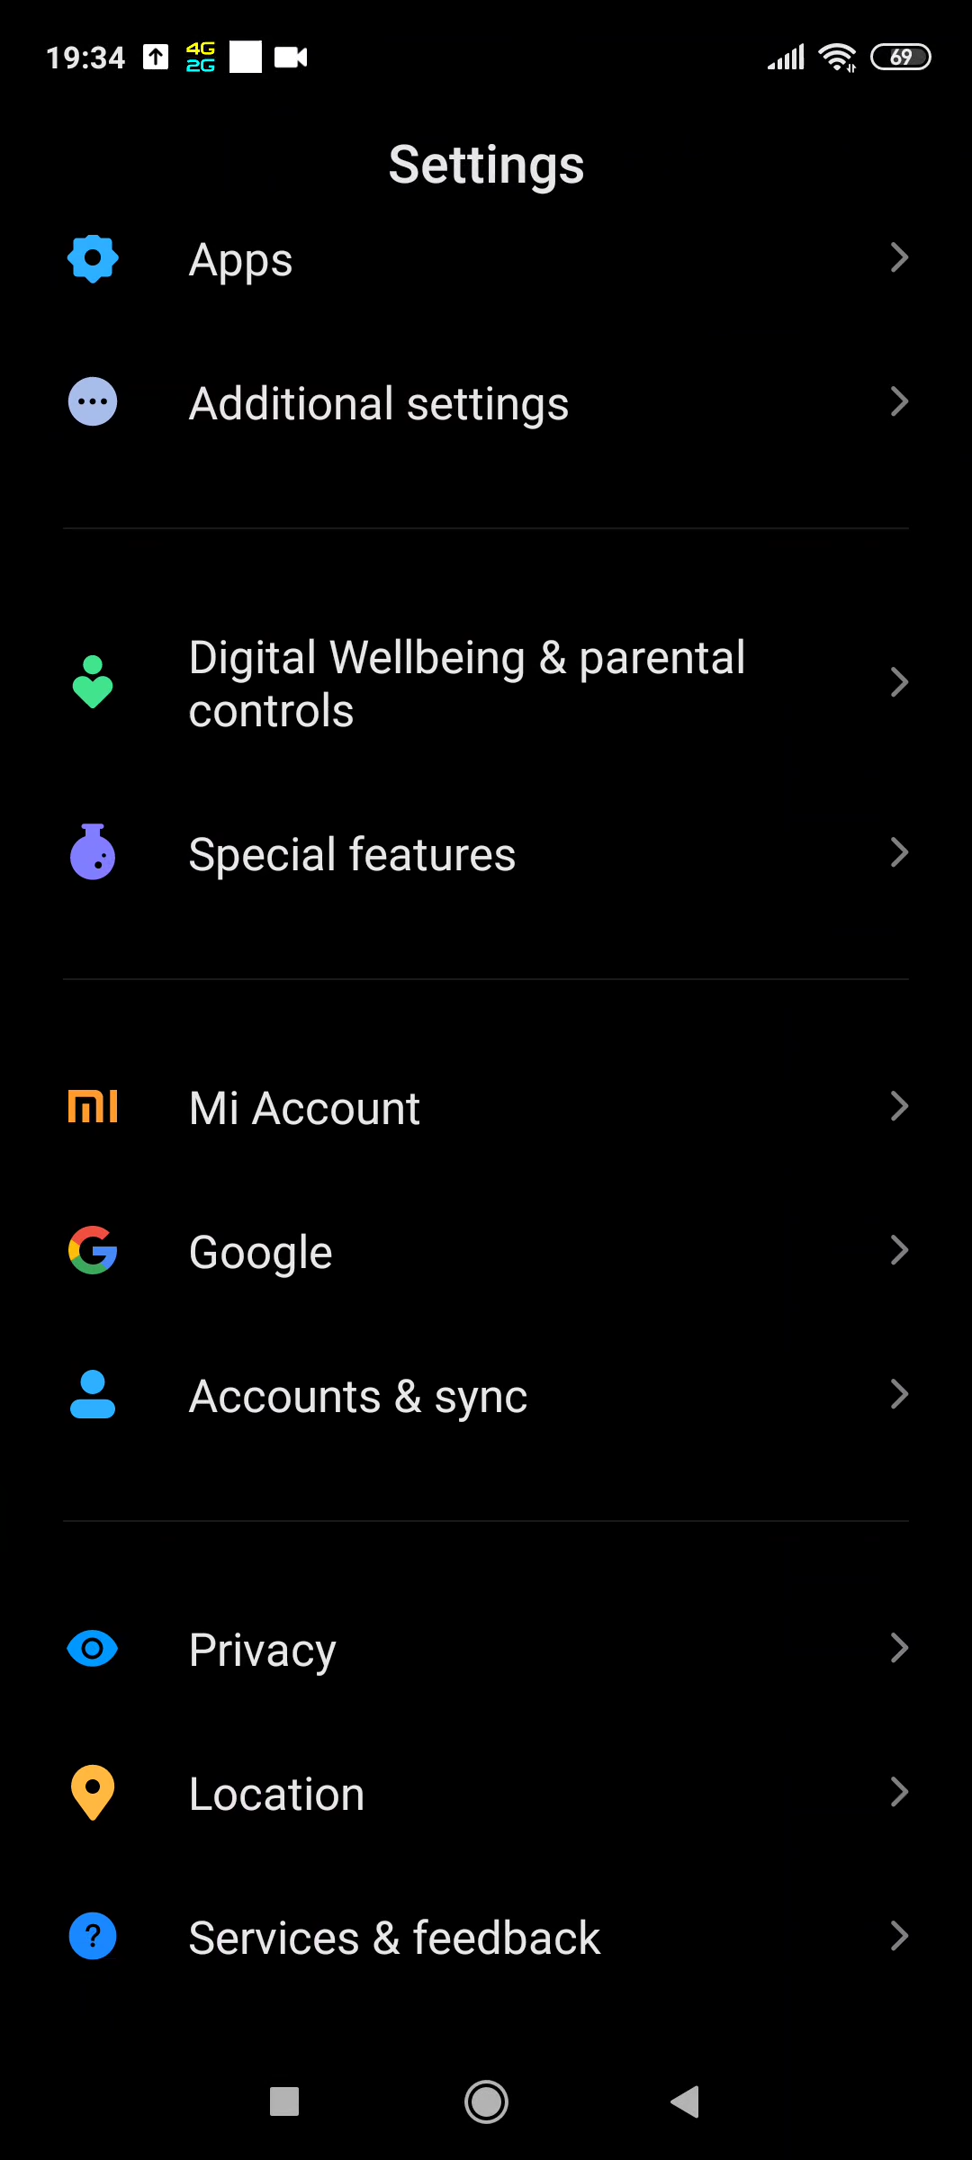 19:34 4G 2G 69
Settings
Apps
Additional settings
Digital Wellbeing & parental
controls
Special features
Mi Account
Google
Accounts & sync
Privacy
Location
Services & feedback